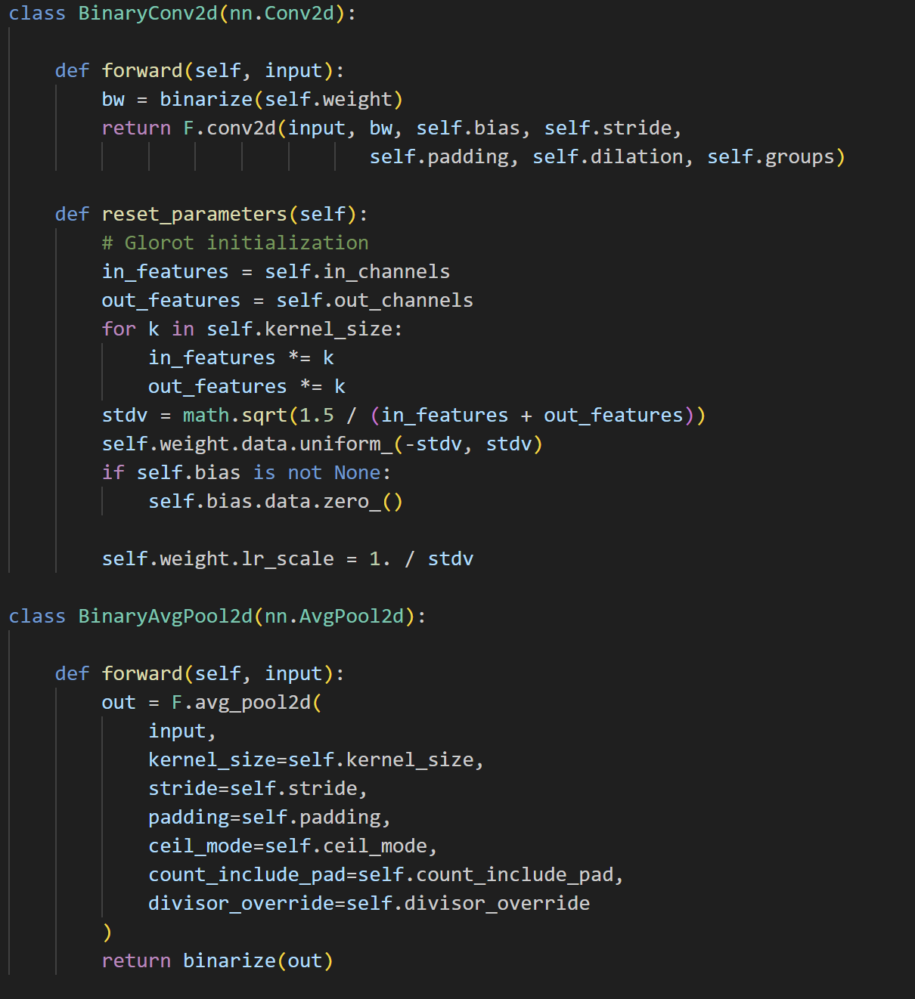 class BinaryConv2d(nn.Conv2d):

    def forward(self, input):
        bw = binarize(self.weight)
        return F.conv2d(input, bw, self.bias, self.stride,
                               self.padding, self.dilation, self.groups)

    def reset_parameters(self):
        # Glorot initialization
        in_features = self.in_channels
        out_features = self.out_channels
        for k in self.kernel_size:
            in_features *= k
            out_features *= k
        stdv = math.sqrt(1.5 / (in_features + out_features))
        self.weight.data.uniform_(-stdv, stdv)
        if self.bias is not None:
            self.bias.data.zero_()

        self.weight.lr_scale = 1. / stdv

class BinaryAvgPool2d(nn.AvgPool2d):

    def forward(self, input):
        out = F.avg_pool2d(
            input,
            kernel_size=self.kernel_size,
            stride=self.stride,
            padding=self.padding,
            ceil_mode=self.ceil_mode,
            count_include_pad=self.count_include_pad,
            divisor_override=self.divisor_override
        )
        return binarize(out)